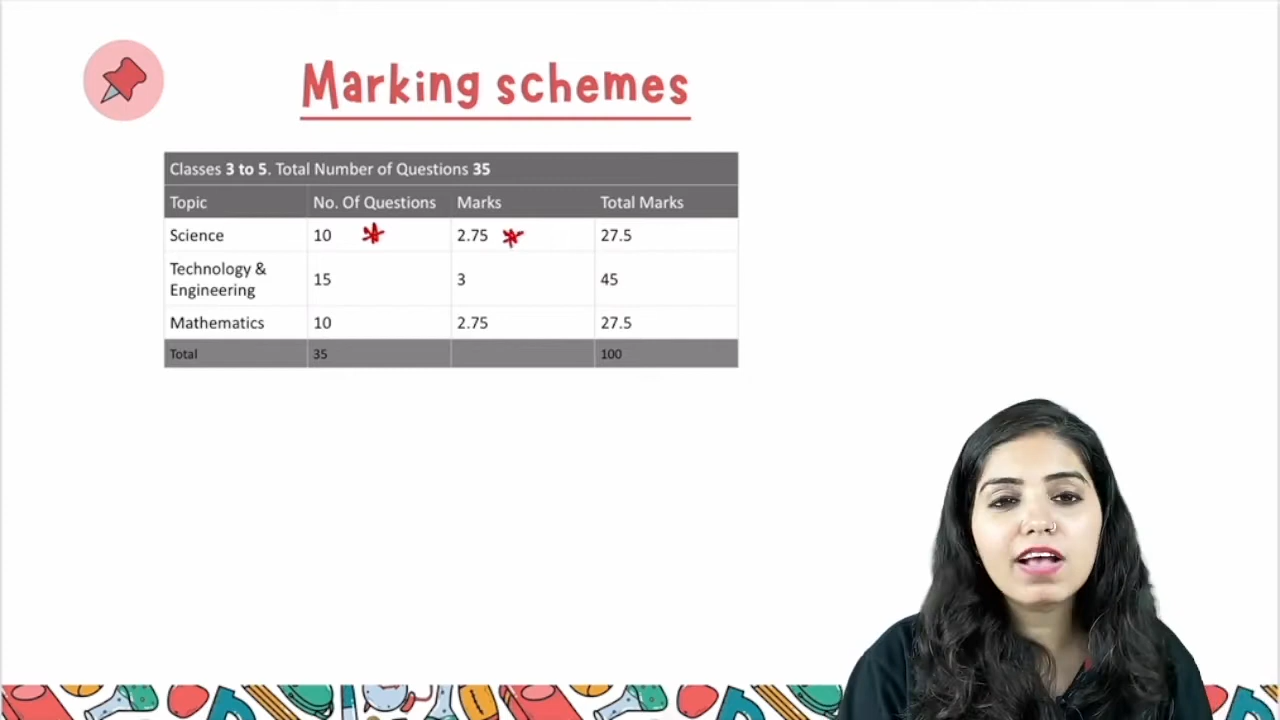 Marking schemes
Classes 3 to 5. Total Number of Questions 35
Topic No. Of Questions Marks Total Marks
Science 10 2.75 27.5
Technology &
Engineering 15 3 45
Mathematics 10 2.75 27.5
Total 35 100